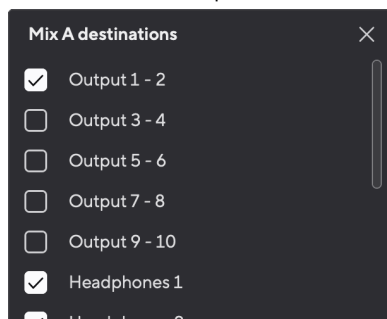 Mix A destinations
Output 1 - 2
Output 3 - 4
Output 5 - 6
Output 7 - 8
Output 9 - 10
Headphones 1